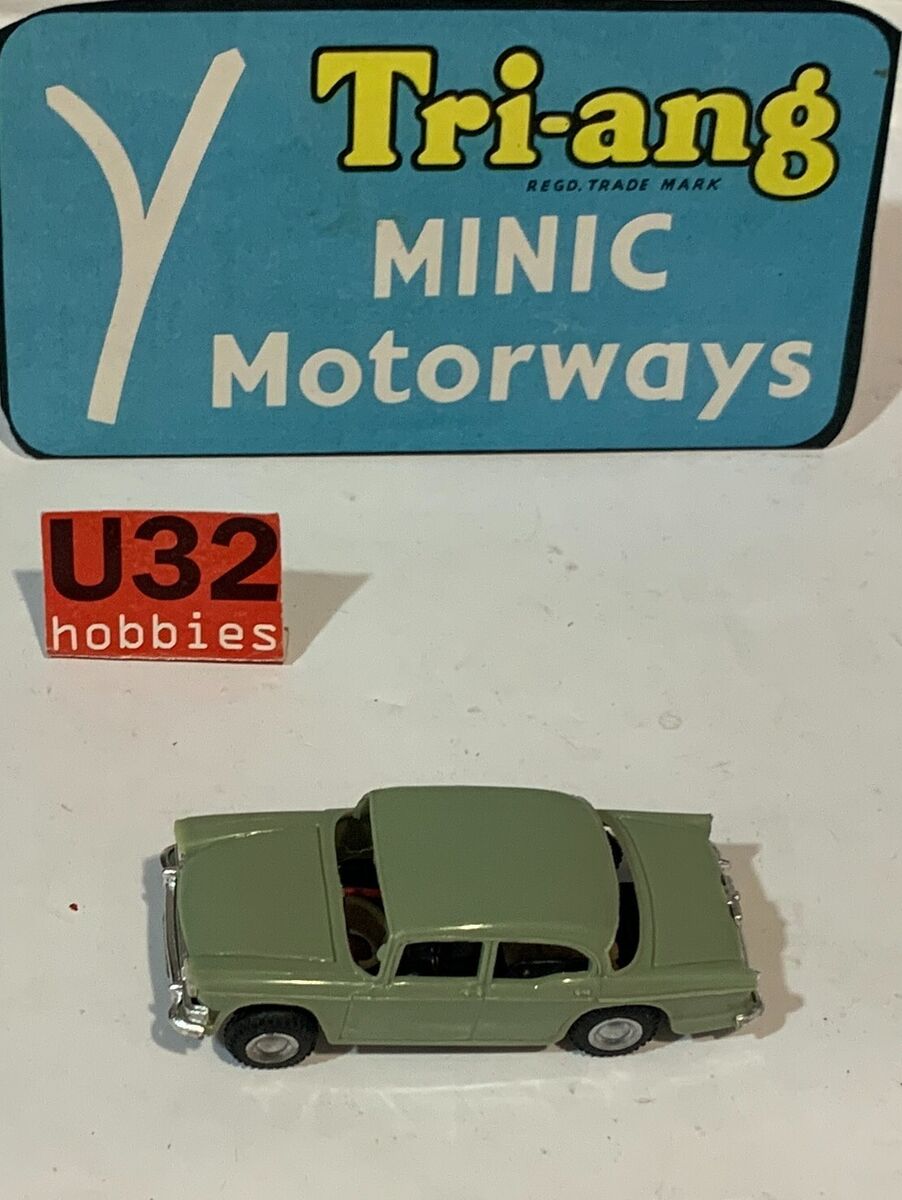 Tri-ang
REGD. TRADE MARK
MINIC
Motorways
U32
hobbies